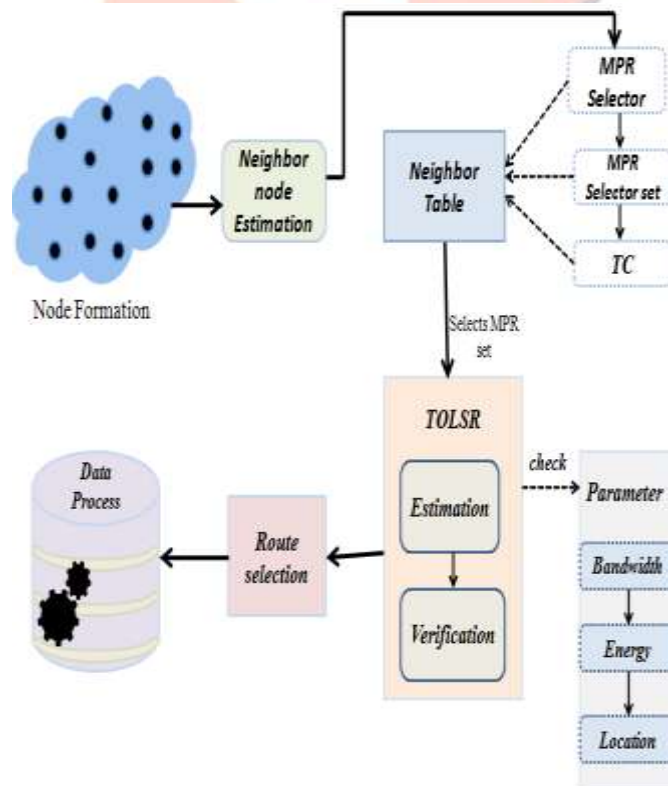 MPR
Selector
Neighbor
node
Estimation
Neighbor
Table
MPR
Selector set
TC
Node Formation
Selects MPR
set
TOLSR
Estimation
Verification
check
Parameter
Bandwidth
Energy
Location
Route
selection
Data
Process